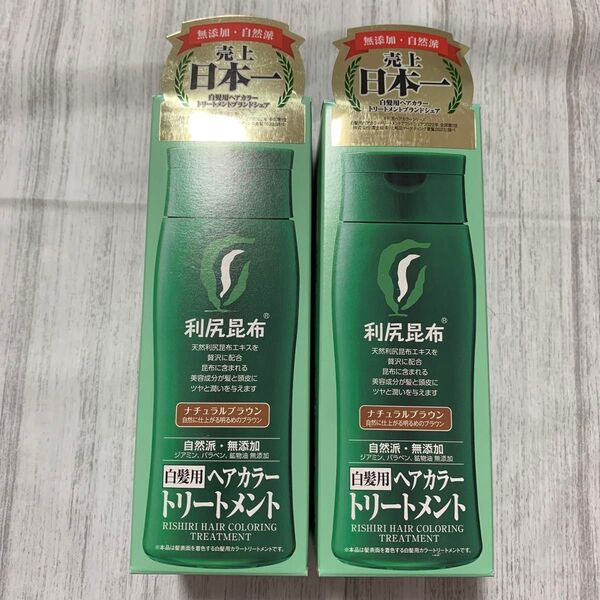 無添加・自然派
売上
日本一
白髪用ヘアカラー
トリートメントブランドシェア
利尻昆布®
天然利尻昆布エキスを
贅沢に配合
昆布に含まれる
美容成分が髪と頭皮に
ツヤと潤いを与えます
ナチュラルブラウン
自然に仕上がる明るめのブラウン
自然派・無添加
ジアミン、パラベン、鉱物油 無添加
白髪用 ヘアカラー
トリートメント
RISHIRI HAIR COLORING
TREATMENT
※本品は髪表面を着色する白髪用カラートリートメントです。
無添加・自然派
売上
日本一
白髪用ヘアカラー
トリートメントブランドシェア
利尻昆布®
天然利尻昆布エキスを
贅沢に配合
昆布に含まれる
美容成分が髪と頭皮に
ツヤと潤いを与えます
ナチュラルブラウン
自然に仕上がる明るめのブラウン
自然派・無添加
ジアミン、パラベン、鉱物油 無添加
白髪用 ヘアカラー
トリートメント
RISHIRI HAIR COLORING
TREATMENT
※本品は髪表面を着色する白髪用カラートリートメントです。